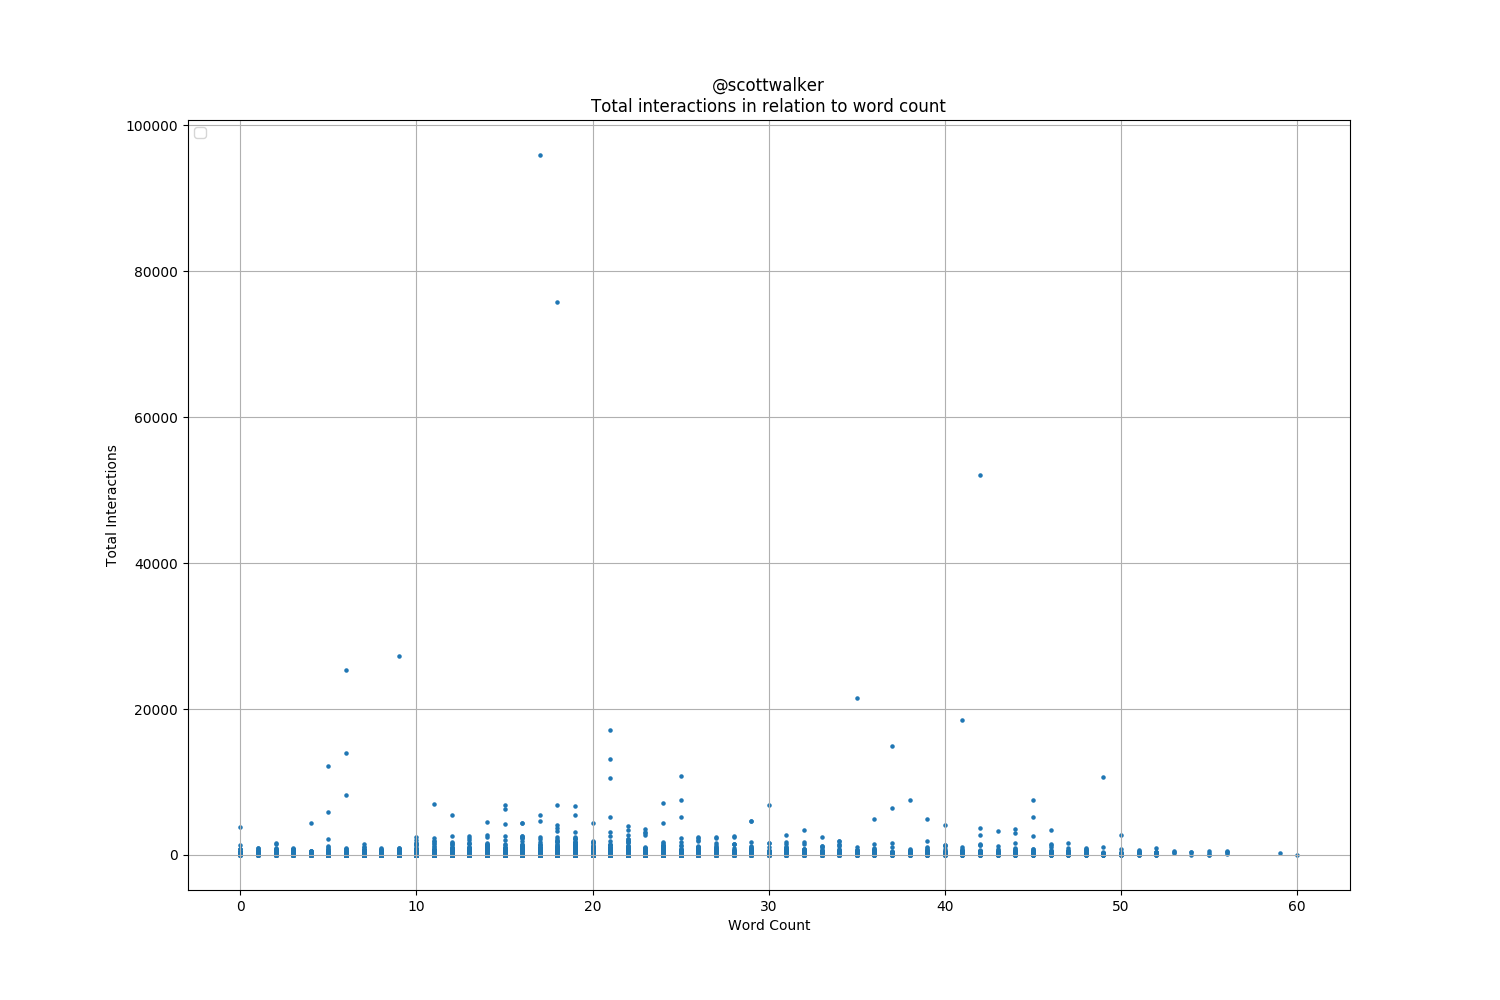 @scottwalker
Total interactions in relation to word count
100000
80000
60000
40000
20000
0
Total Interactions
0 10 20 30 40 50 60
Word Count